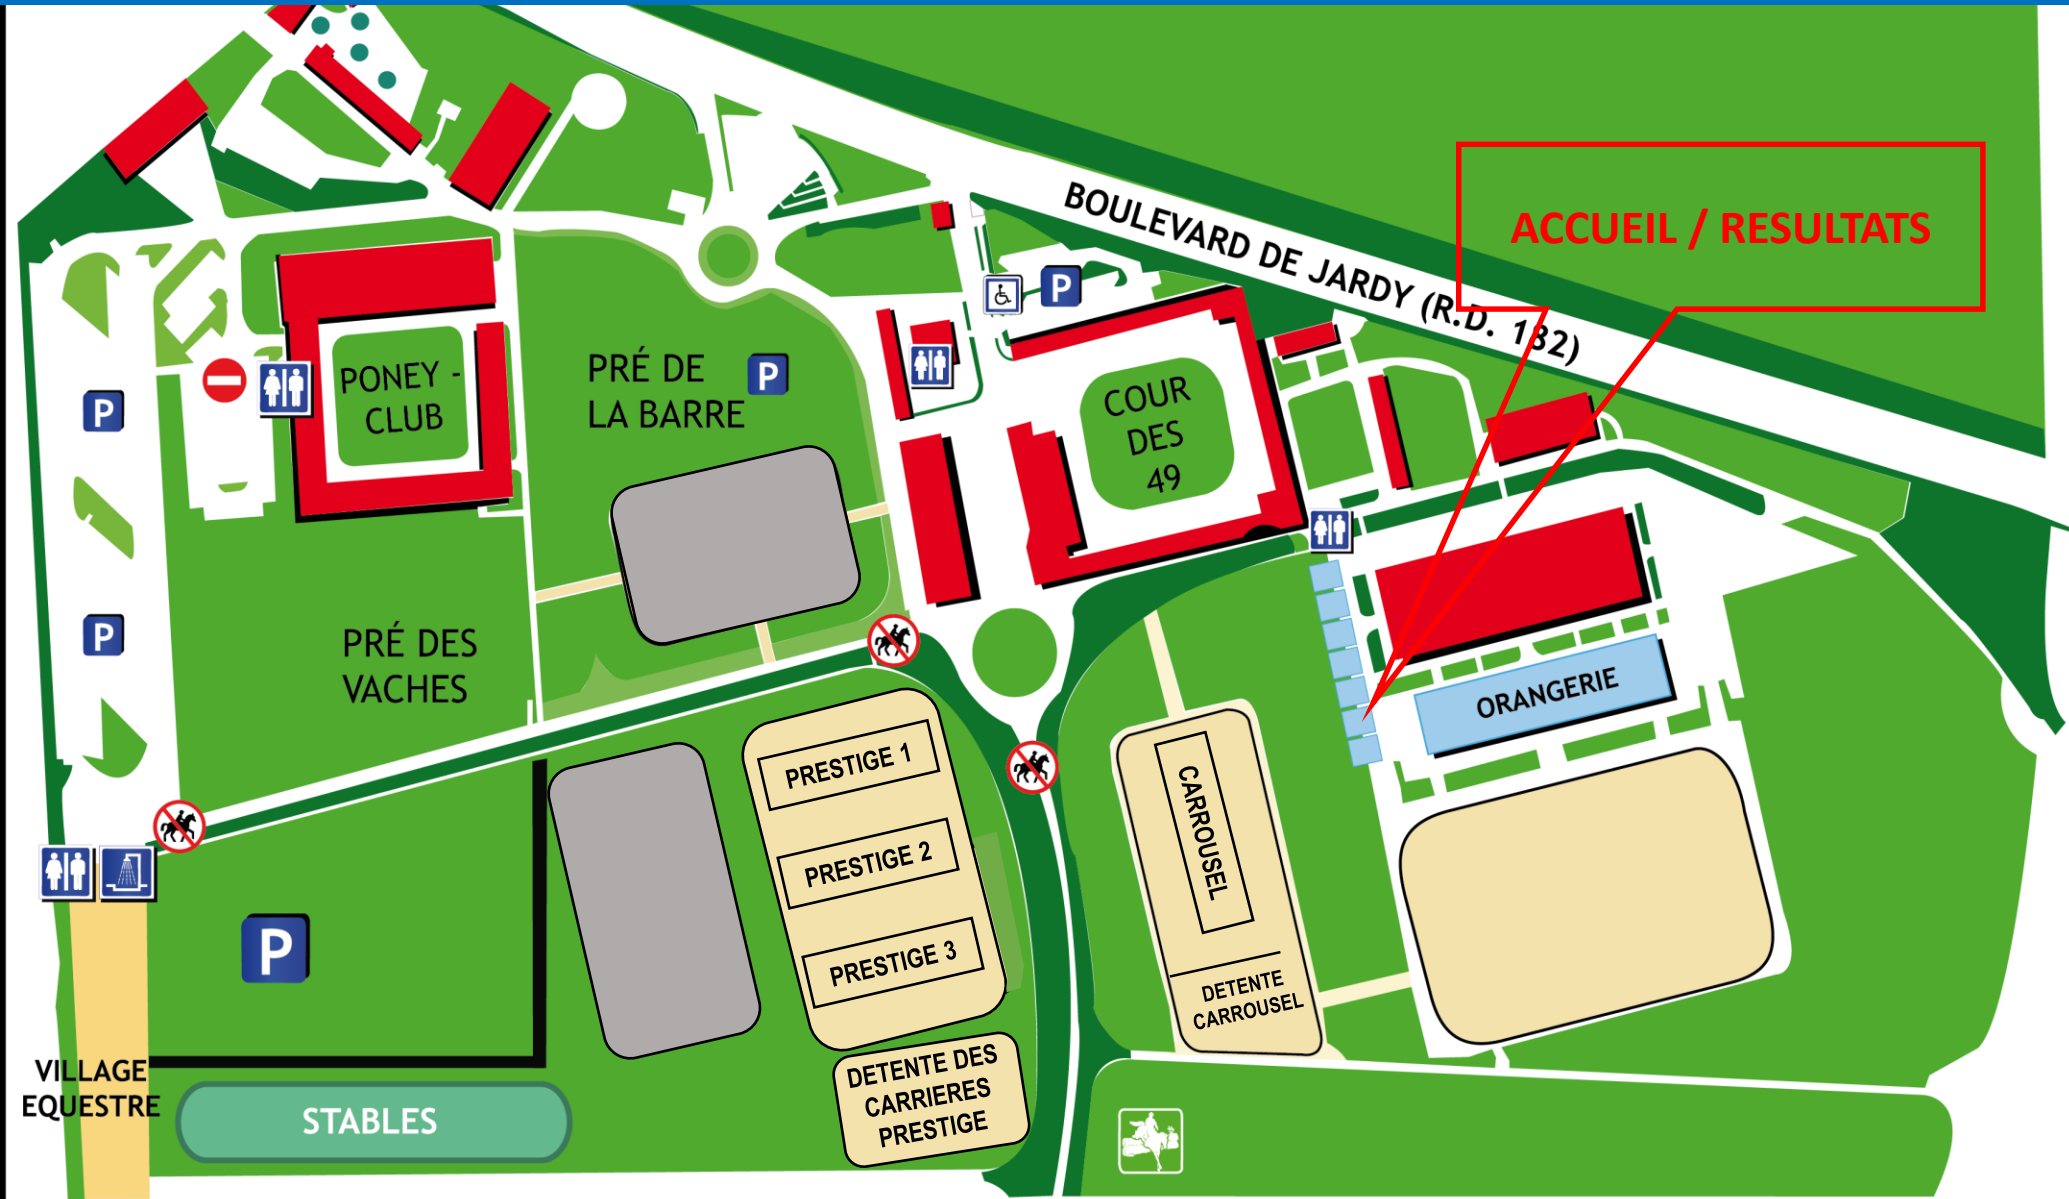 BOULEVARD DE JARDY (R.D. 182)
ACCUEIL / RESULTATS
P
PONEY -
CLUB
PRÉ DE
LA BARRE
P
P
COUR
DES
49
P
PRÉ DES
VACHES
ORANGERIE
PRESTIGE 1
PRESTIGE 2
PRESTIGE 3
CARROUSEL
DETENTE
CARROUSEL
P
VILLAGE
EQUESTRE
STABLES
DETENTE DES
CARRIERES
PRESTIGE